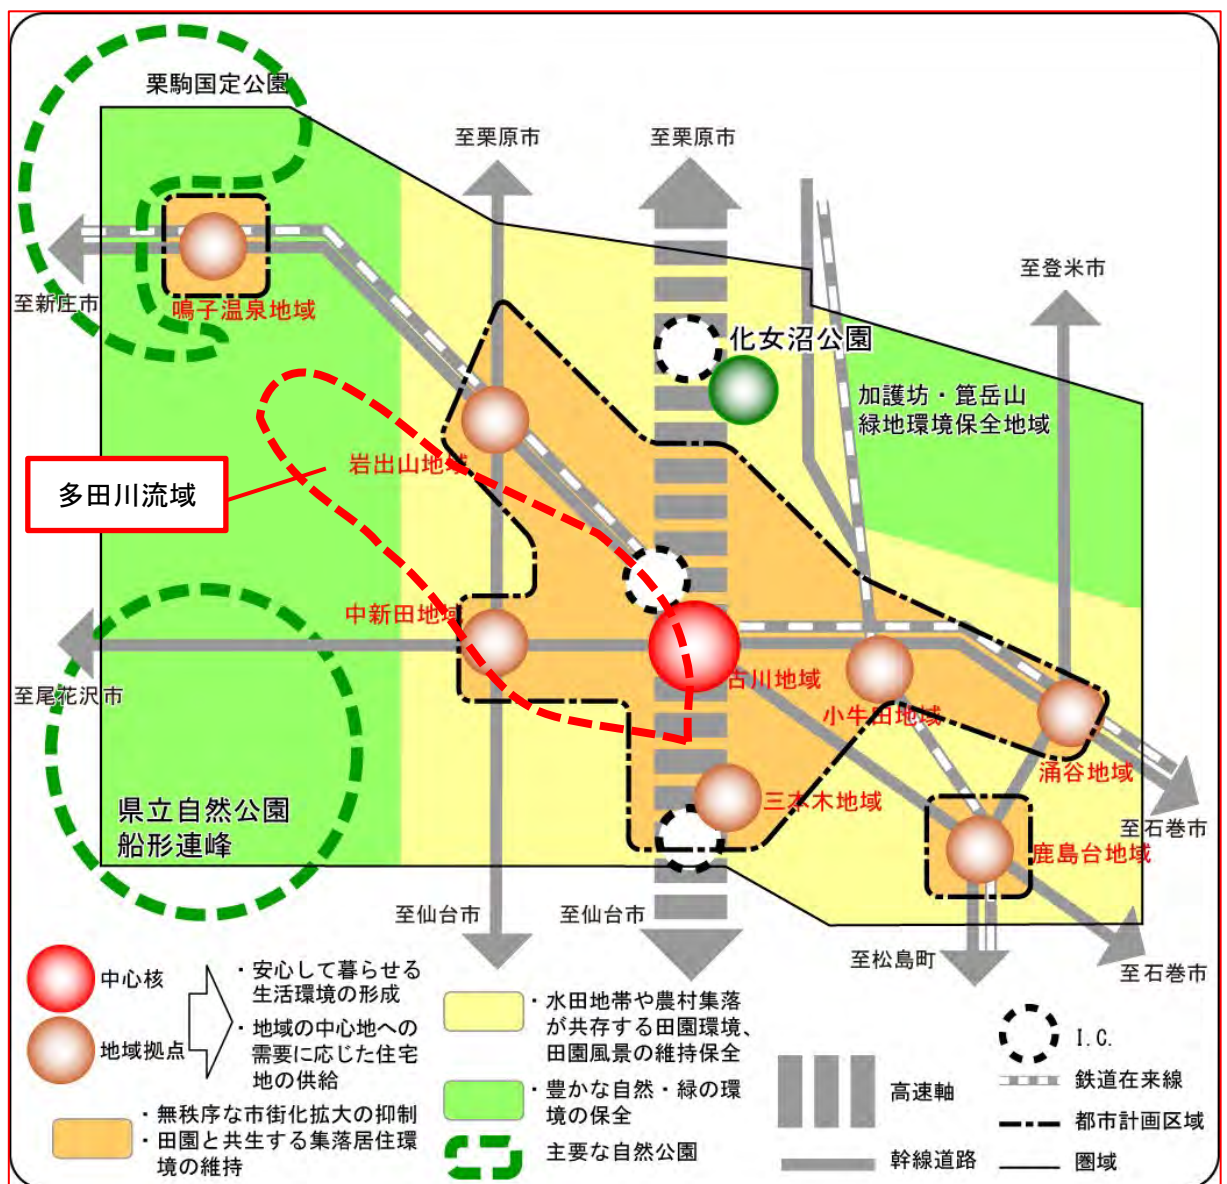 栗駒国定公園
至栗原市
至栗原市
至登米市
至新庄市
鳴子温泉地域
化女沼公園
加護坊・箟岳山
緑地環境保全地域
岩出山地域
多田川流域
中新田地域
至尾花沢市
古川地域
小牛田地域
涌谷地域
県立自然公園
船形連峰
三本木地域
至石巻市
鹿島台地域
至仙台市
至仙台市
至松島町
至石巻市
中心核
地域拠点
・安心して暮らせる
生活環境の形成
・地域の中心地への
需要に応じた住宅
地の供給
・無秩序な市街化拡大の抑制
・田園と共生する集落居住環
境の維持
・水田地帯や農村集落
が共存する田園環境、
田園風景の維持保全
・豊かな自然・緑の環
境の保全
主要な自然公園
高速軸
幹線道路
I.C.
鉄道在来線
都市計画区域
圏域